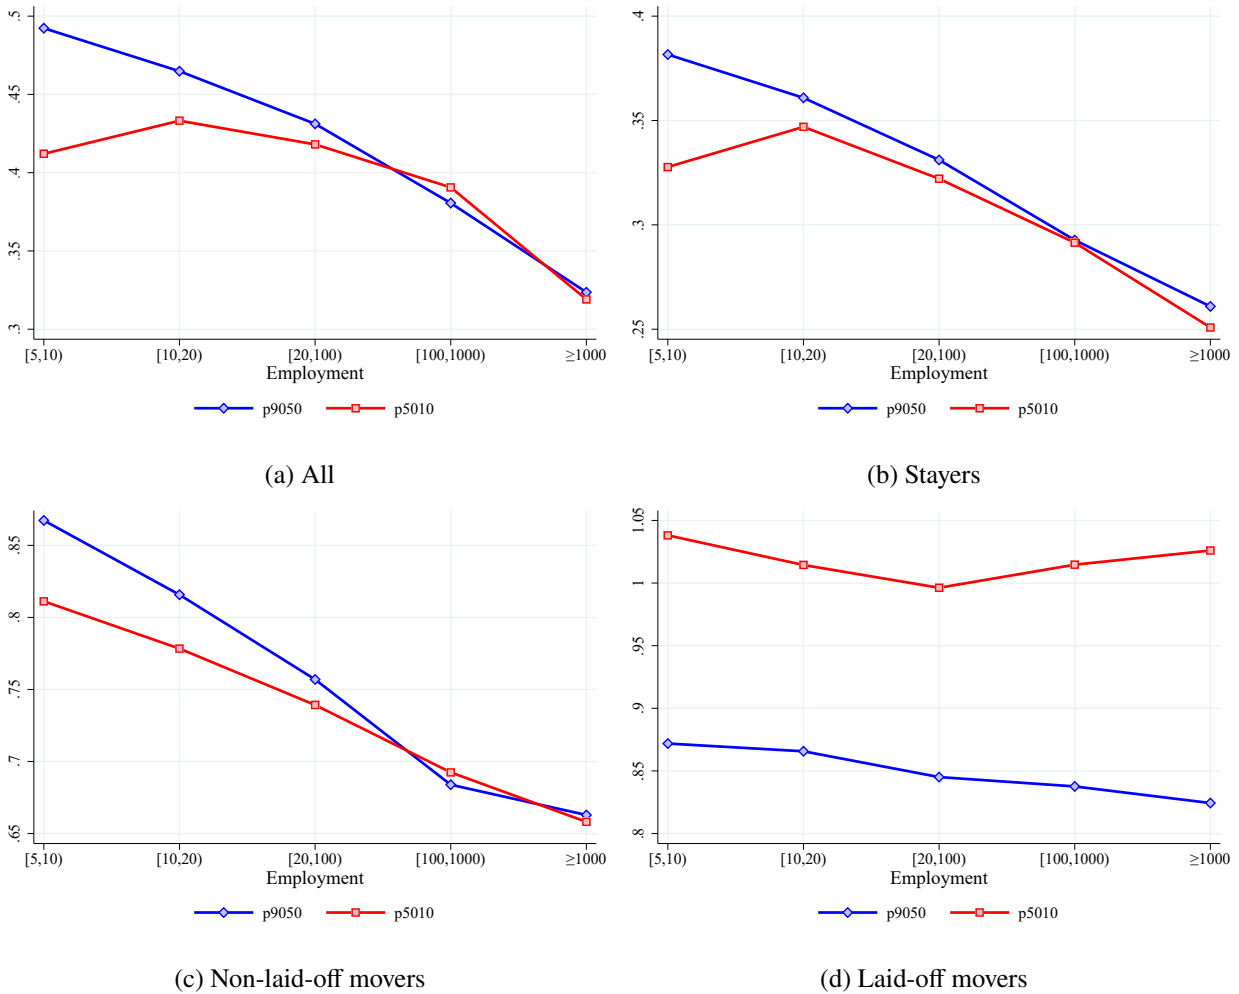 .5
.45
.4
.35
.3
[5,10) [10,20) [20,100) [100,1000) ≥1000
Employment
p9050 p5010
(a) All
.4
.35
.3
.25
[5,10) [10,20) [20,100) [100,1000) ≥1000
Employment
p9050 p5010
(b) Stayers
.85
.8
.75
.7
.65
[5,10) [10,20) [20,100) [100,1000) ≥1000
Employment
p9050 p5010
(c) Non-laid-off movers
1.05
1
.95
.9
.85
.8
[5,10) [10,20) [20,100) [100,1000) ≥1000
Employment
p9050 p5010
(d) Laid-off movers